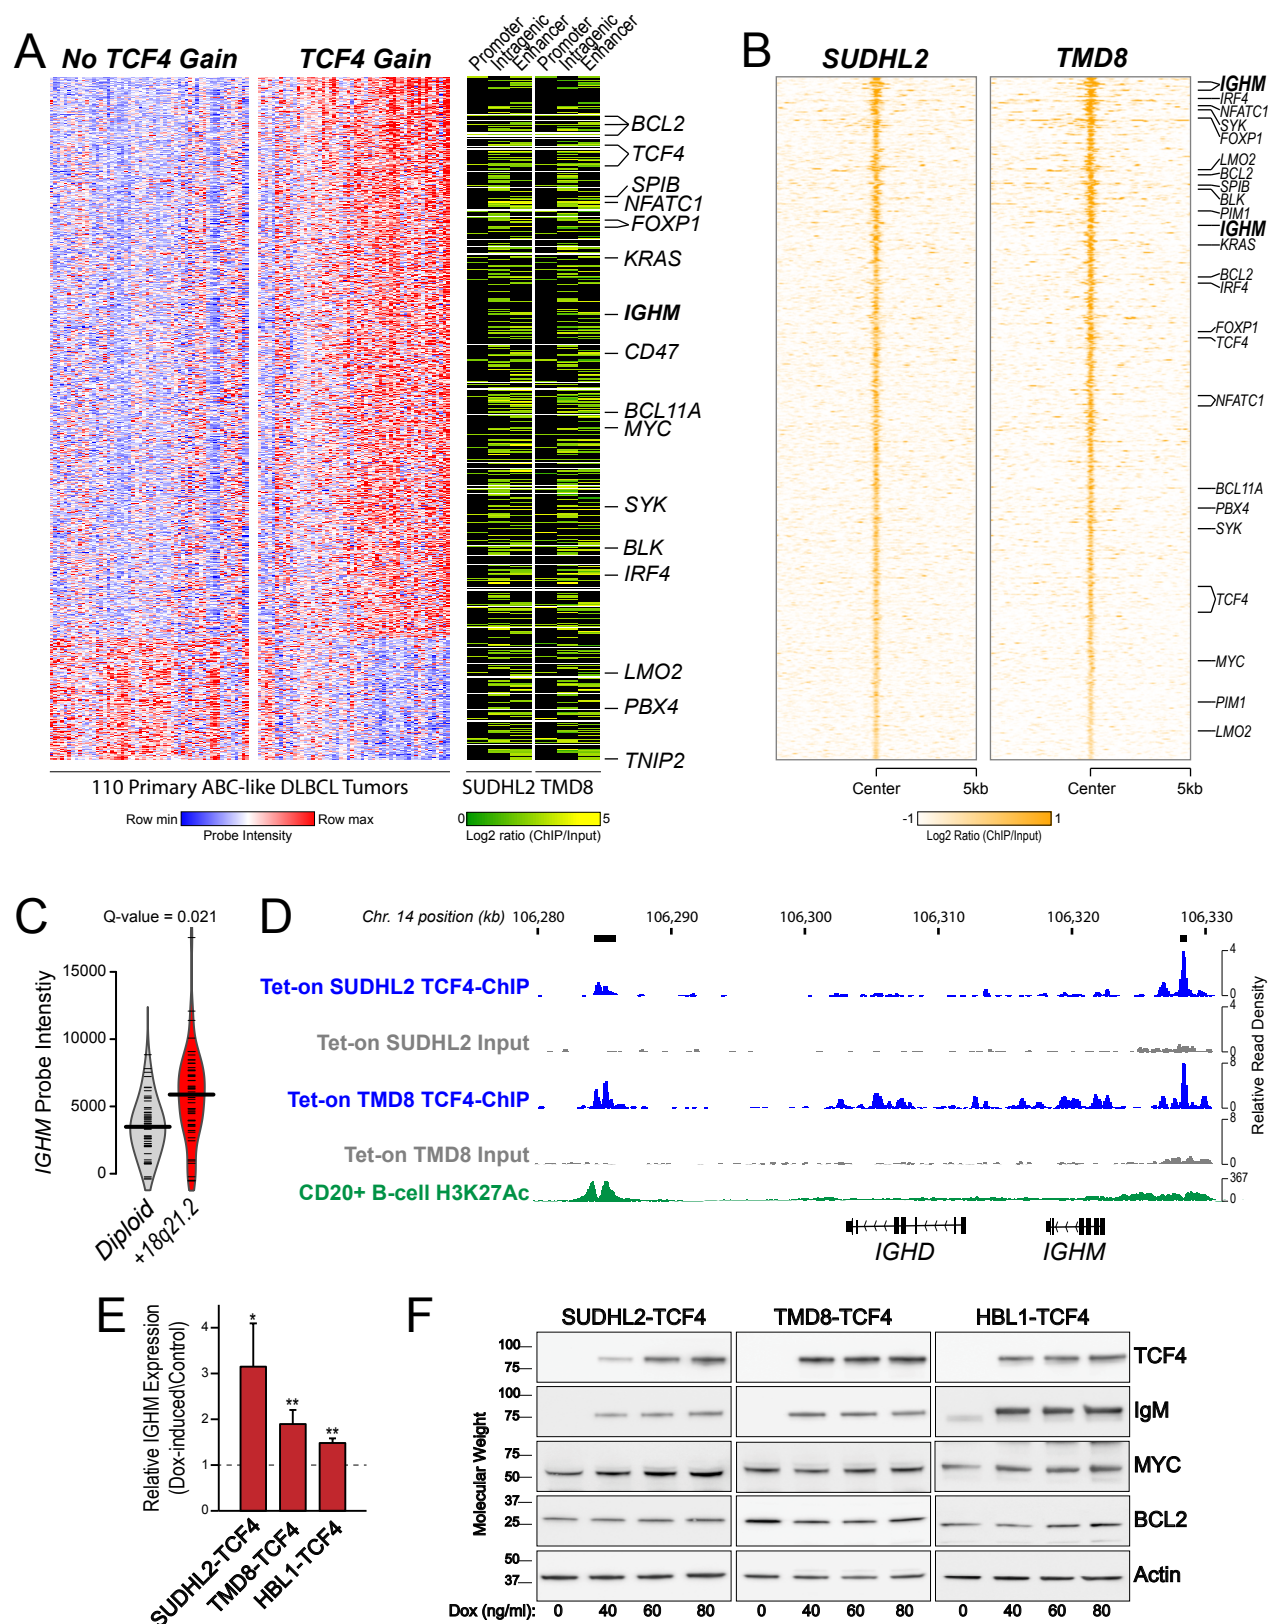 A
No TCF4 Gain
TCF4 Gain
Promoter
Intragenic
Enhancer
Promoter
Intragenic
Enhancer
BCL2
TCF4
SPIB
NFATC1
FOXP1
KRAS
IGHM
CD47
BCL11A
MYC
SYK
BLK
IRF4
LMO2
PBX4
TNIP2
110 Primary ABC-like DLBCL Tumors
SUDHL2 TMD8
Row min
Row max
Probe Intensity
0
5
Log2 ratio (ChIP/Input)
B
SUDHL2
TMD8
IGHM
IRF4
NFATC1
SYK
FOXP1
LMO2
BCL2
SPIB
BLK
PIM1
IGHM
KRAS
BCL2
IRF4
FOXP1
TCF4
NFATC1
BCL11A
PBX4
SYK
TCF4
MYC
PIM1
LMO2
Center
5kb
Center
5kb
-1
1
Log2 Ratio (ChIP/Input)
C
Q-value = 0.021
IGHM Probe Intenstiy
15000
10000
5000
0
Diploid
+18q21.2
D
Chr. 14 position (kb)
106,280
106,290
106,300
106,310
106,320
106,330
Tet-on SUDHL2 TCF4-ChIP
4
0
Tet-on SUDHL2 Input
4
0
Tet-on TMD8 TCF4-ChIP
8
0
Tet-on TMD8 Input
8
0
CD20+ B-cell H3K27Ac
367
0
Relative Read Density
IGHD
IGHM
E
Relative IGHM Expression
(Dox-induced\Control)
4
3
2
1
0
*
**
**
SUDHL2-TCF4
TMD8-TCF4
HBL1-TCF4
F
SUDHL2-TCF4
TMD8-TCF4
HBL1-TCF4
Molecular Weight
100
75
TCF4
100
75
IgM
75
50
MYC
37
25
BCL2
50
37
Actin
Dox (ng/ml):
0
40
60
80
0
40
60
80
0
40
60
80